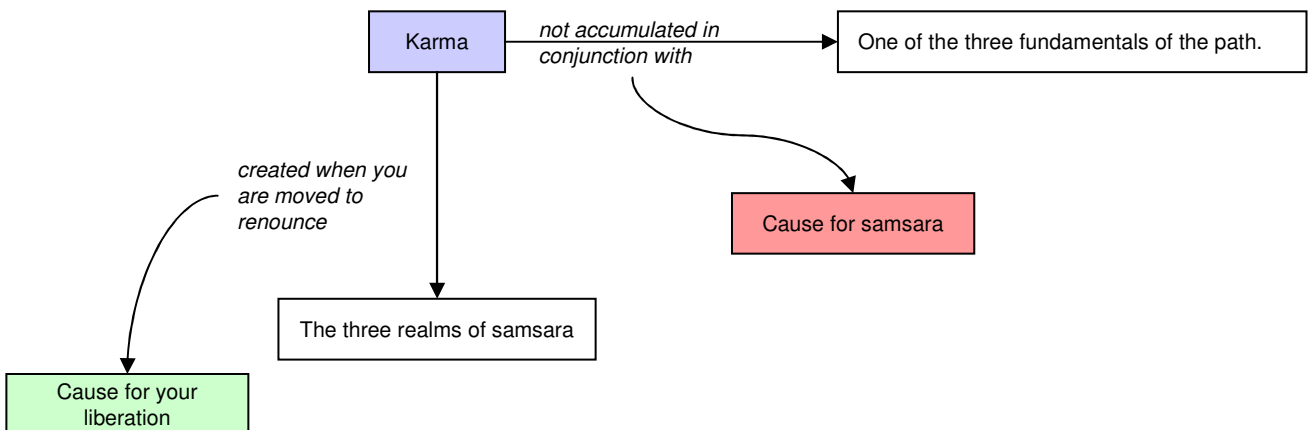 Karma
not accumulated in
conjunction with
One of the three fundamentals of the path.
created when you
are moved to
renounce
Cause for samsara
The three realms of samsara
Cause for your
liberation